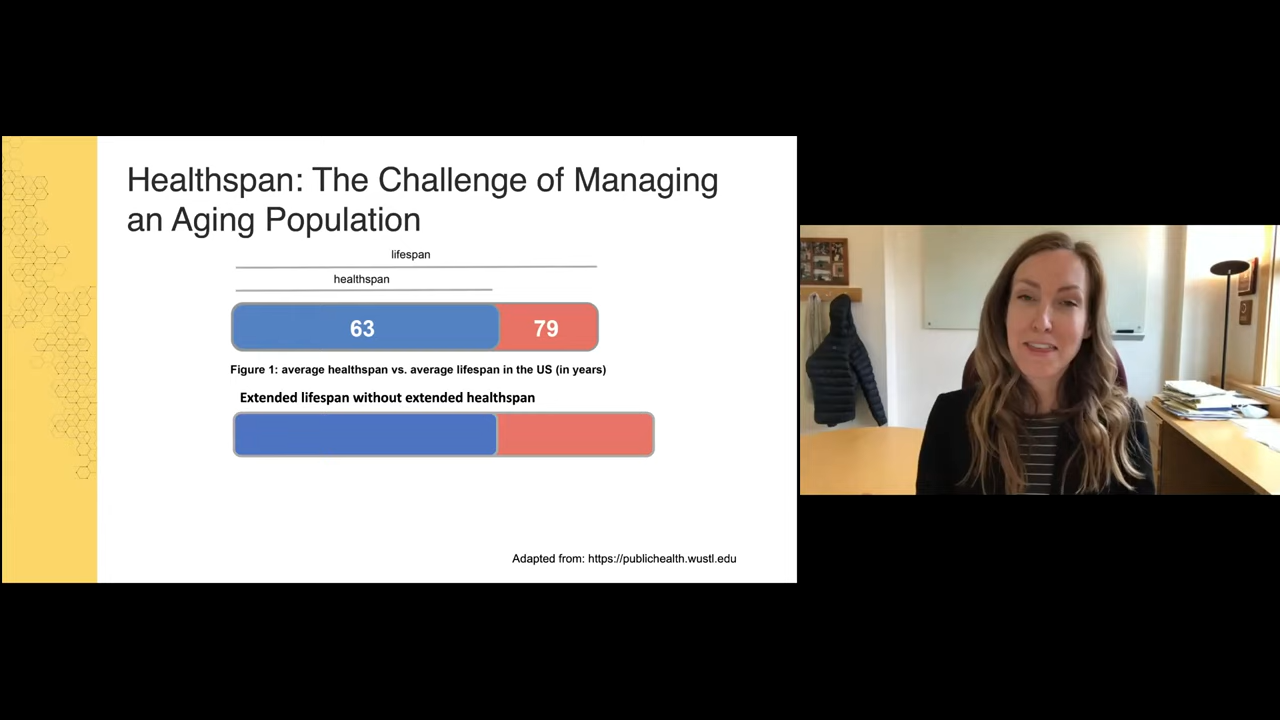 Healthspan: The Challenge of Managing
an Aging Population
lifespan
healthspan
63 79
Figure 1: average healthspan vs. average lifespan in the US (in years)
Extended lifespan without extended healthspan
Adapted from: https://publichealth.wustl.edu